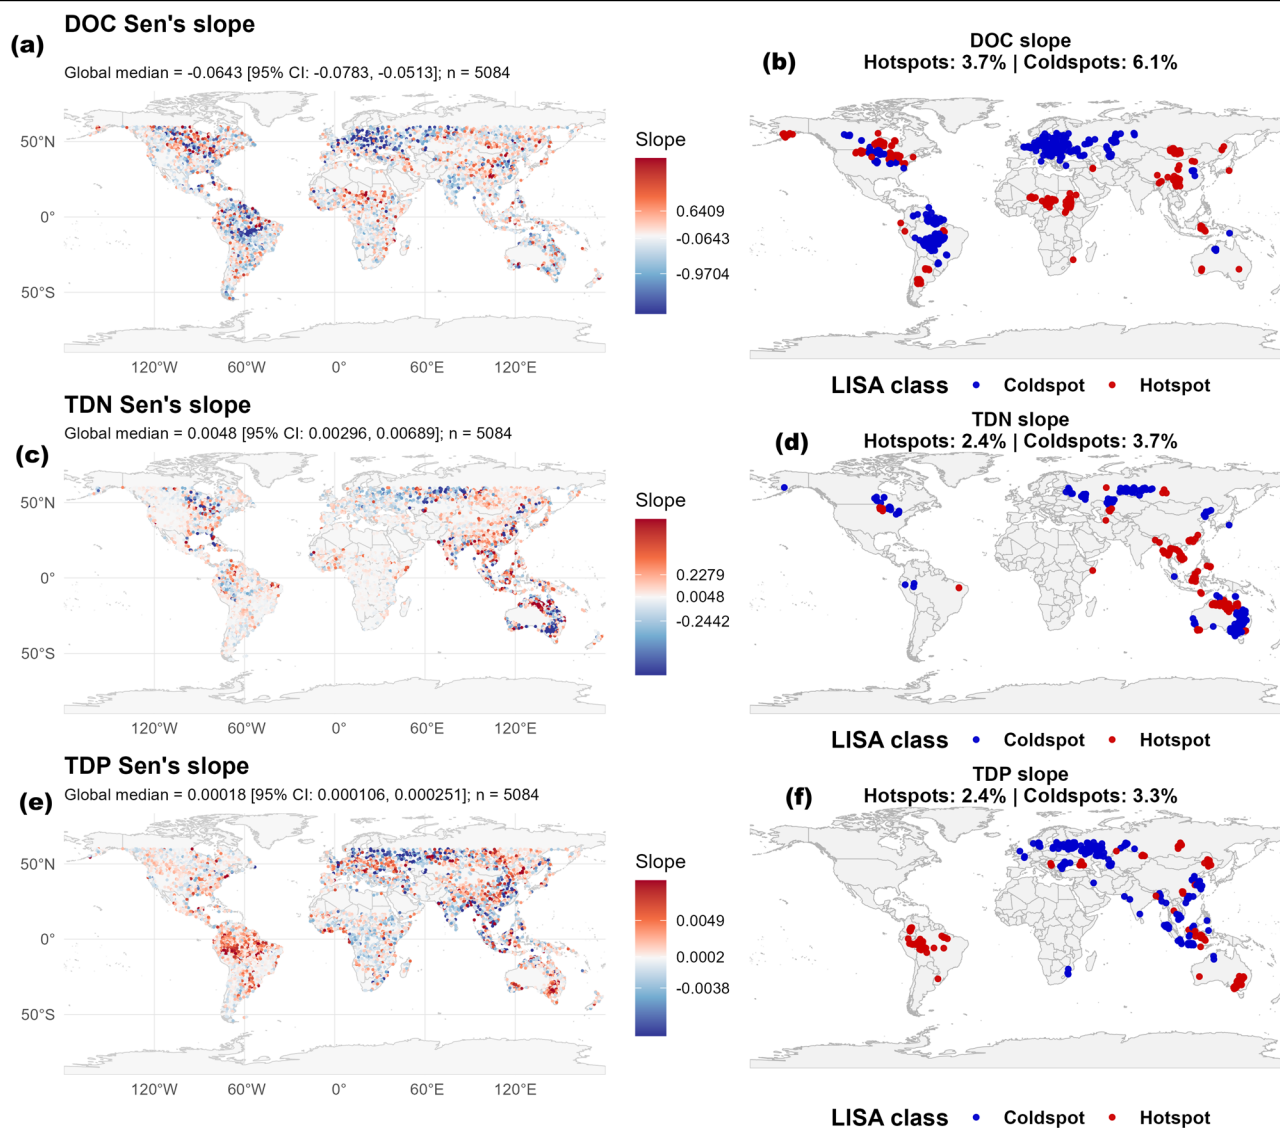 DOC Sen's slope
(a)
Global median = -0.0643 [95% CI: -0.0783, -0.0513]; n = 5084
50°N
0°
50°S
120°W 60°W 0° 60°E 120°E
Slope
0.6409
-0.0643
-0.9704
(b)
DOC slope
Hotspots: 3.7% | Coldspots: 6.1%
LISA class Coldspot Hotspot
TDN Sen's slope
(c)
Global median = 0.0048 [95% CI: 0.00296, 0.00689]; n = 5084
50°N
0°
50°S
120°W 60°W 0° 60°E 120°E
Slope
0.2279
0.0048
-0.2442
(d)
TDN slope
Hotspots: 2.4% | Coldspots: 3.7%
LISA class Coldspot Hotspot
TDP Sen's slope
(e)
Global median = 0.00018 [95% CI: 0.000106, 0.000251]; n = 5084
50°N
0°
50°S
120°W 60°W 0° 60°E 120°E
Slope
0.0049
0.0002
-0.0038
(f)
TDP slope
Hotspots: 2.4% | Coldspots: 3.3%
LISA class Coldspot Hotspot